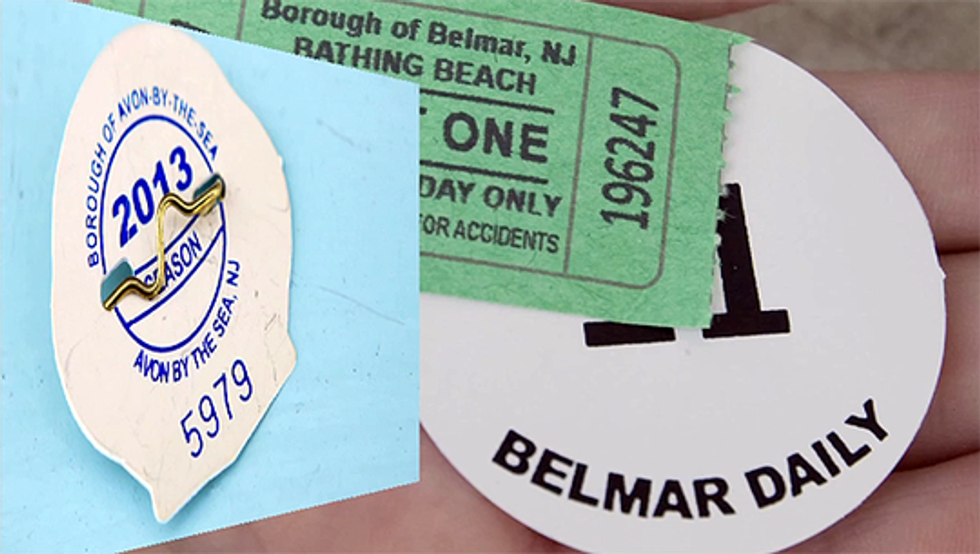 BOROUGH OF AVON-BY-THE-SEA
2013
SEASON
AVON BY THE SEA, NJ
5979
Borough of Belmar, NJ
BATHING BEACH
ONE
DAY ONLY
FOR ACCIDENTS
196247
BELMAR DAILY